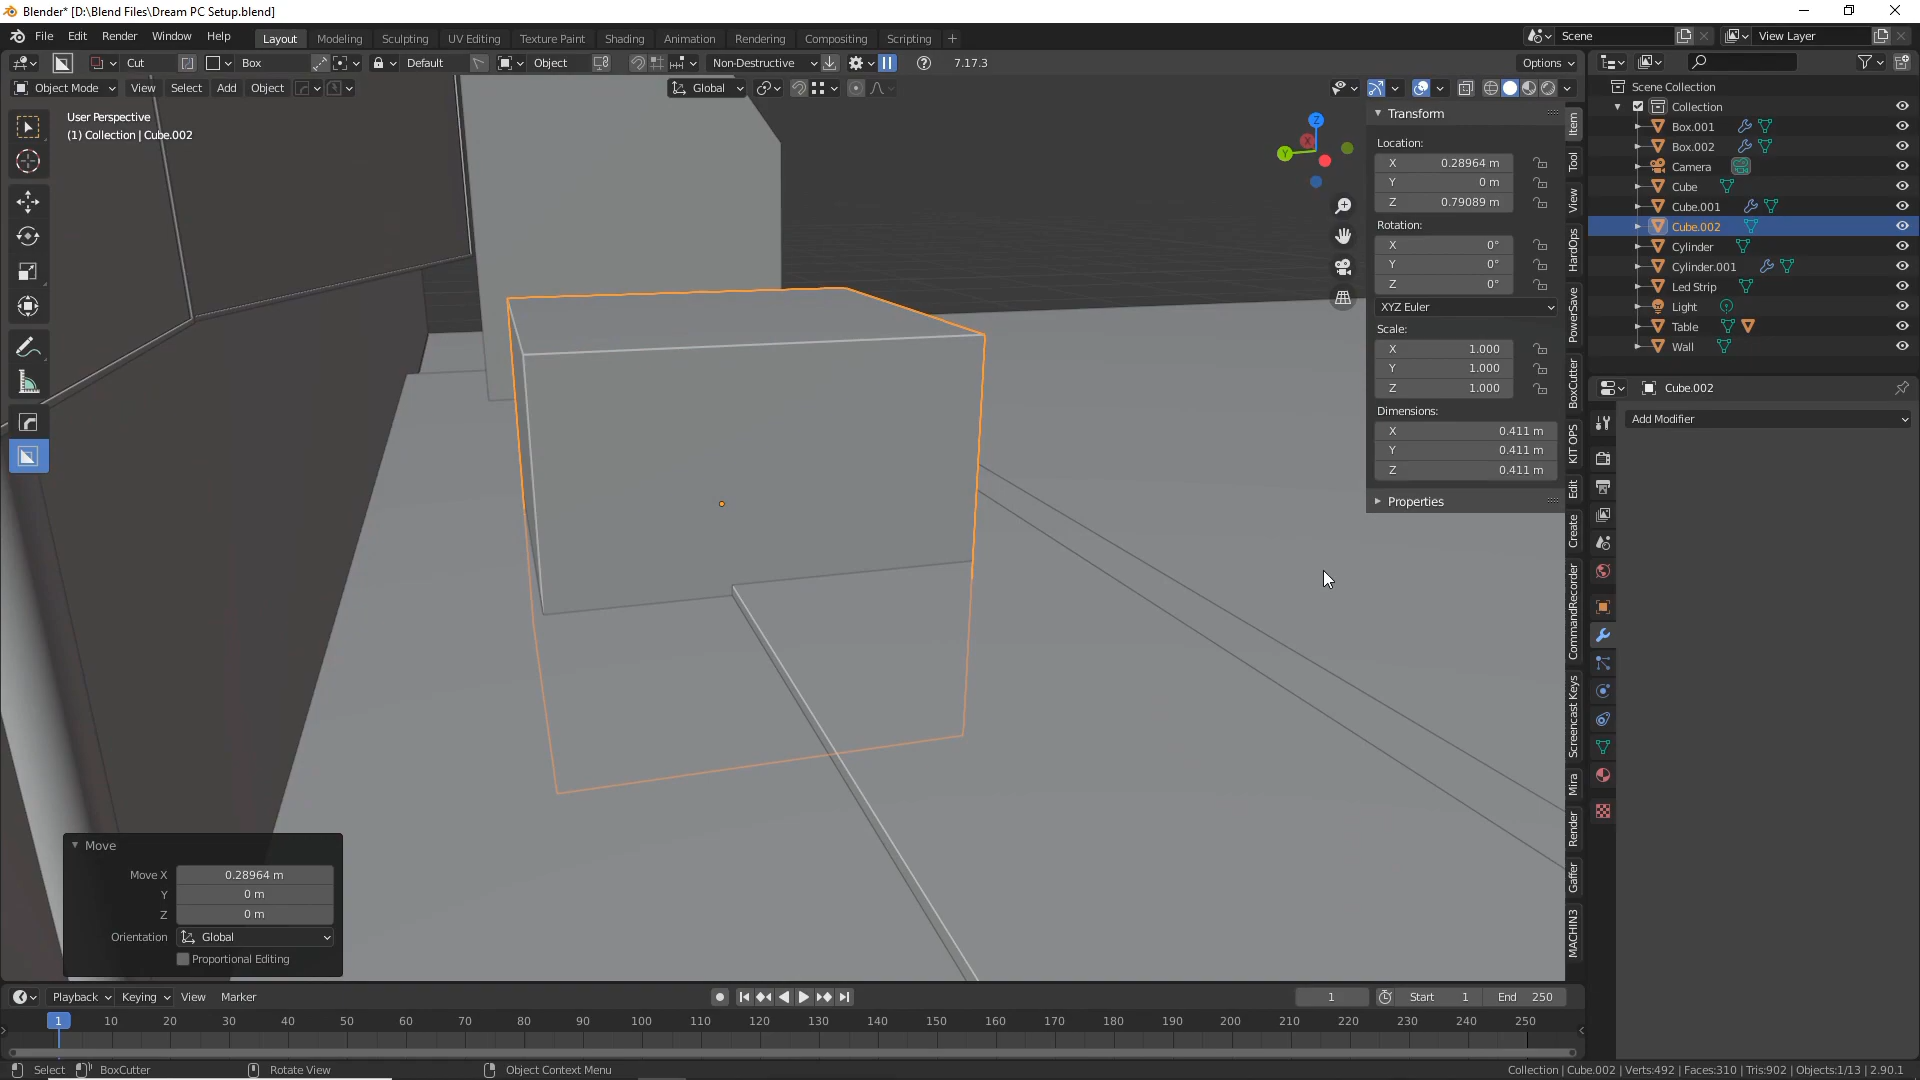 Blender* [D:\Blend Files\Dream PC Setup.blend]
File Edit Render Window Help Layout Modeling Sculpting UV Editing Texture Paint Shading Animation Rendering Compositing Scripting + Scene View Layer
Cut Box Default Object Non-Destructive 7.17.3 Options
Object Mode View Select Add Object Global
User Perspective
(1) Collection | Cube.002
Z
X
Y
Transform
Location:
X 0.28964 m
Y 0 m
Z 0.79089 m
Rotation:
X 0°
Y 0°
Z 0°
XYZ Euler
Scale:
X 1.000
Y 1.000
Z 1.000
Dimensions:
X 0.411 m
Y 0.411 m
Z 0.411 m
Properties
Item
Tool
View
HardOps
PowerSave
BoxCutter
KIT OPS
Edit
Create
CommandRecorder
Screencast Keys
Mira
Render
Gaffer
MACHIN3
Scene Collection
Collection
Box.001
Box.002
Camera
Cube
Cube.001
Cube.002
Cylinder
Cylinder.001
Led Strip
Light
Table
Wall
Cube.002
Add Modifier
Move
Move X 0.28964 m
Y 0 m
Z 0 m
Orientation Global
Proportional Editing
Playback Keying View Marker 1 Start 1 End 250
1 10 20 30 40 50 60 70 80 90 100 110 120 130 140 150 160 170 180 190 200 210 220 230 240 250
Select BoxCutter Rotate View Object Context Menu Collection | Cube.002 | Verts:492 | Faces:310 | Tris:902 | Objects:1/13 | 2.90.1